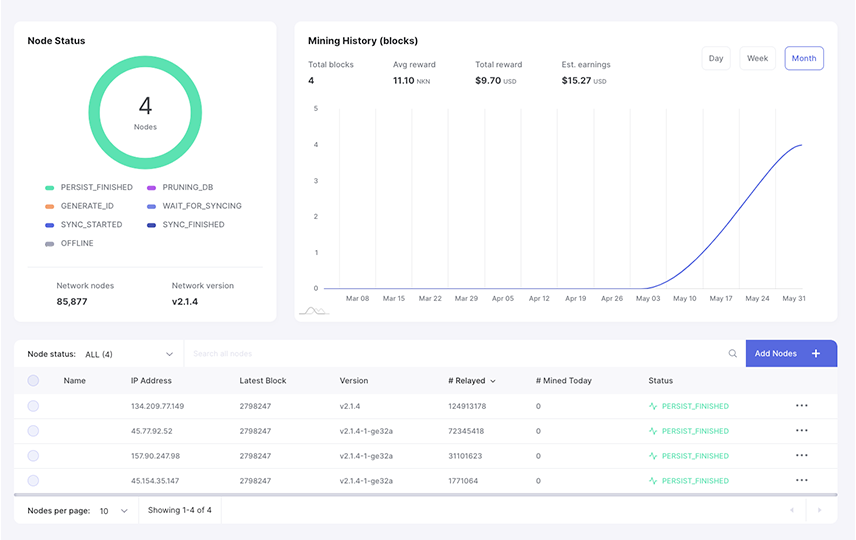 Node Status
4
Nodes
PERSIST_FINISHED PRUNING_DB
GENERATE_ID WAIT_FOR_SYNCING
SYNC_STARTED SYNC_FINISHED
OFFLINE
Network nodes Network version
85,877 v2.1.4
Mining History (blocks)
Total blocks Avg reward Total reward Est. earnings
4 11.10 NKN $9.70 USD $15.27 USD
Day Week Month
5
4
3
2
1
0
Mar 08 Mar 15 Mar 22 Mar 29 Apr 05 Apr 12 Apr 19 Apr 26 May 03 May 10 May 17 May 24 May 31
Node status: ALL (4) Search all nodes Add Nodes +
Name IP Address Latest Block Version # Relayed # Mined Today Status
134.209.77.149 2798247 v2.1.4 124913178 0 PERSIST_FINISHED
45.77.92.52 2798247 v2.1.4-1-ge32a 72345418 0 PERSIST_FINISHED
157.90.247.98 2798247 v2.1.4-1-ge32a 31101623 0 PERSIST_FINISHED
45.154.35.147 2798247 v2.1.4-1-ge32a 1771064 0 PERSIST_FINISHED
Nodes per page: 10 Showing 1-4 of 4